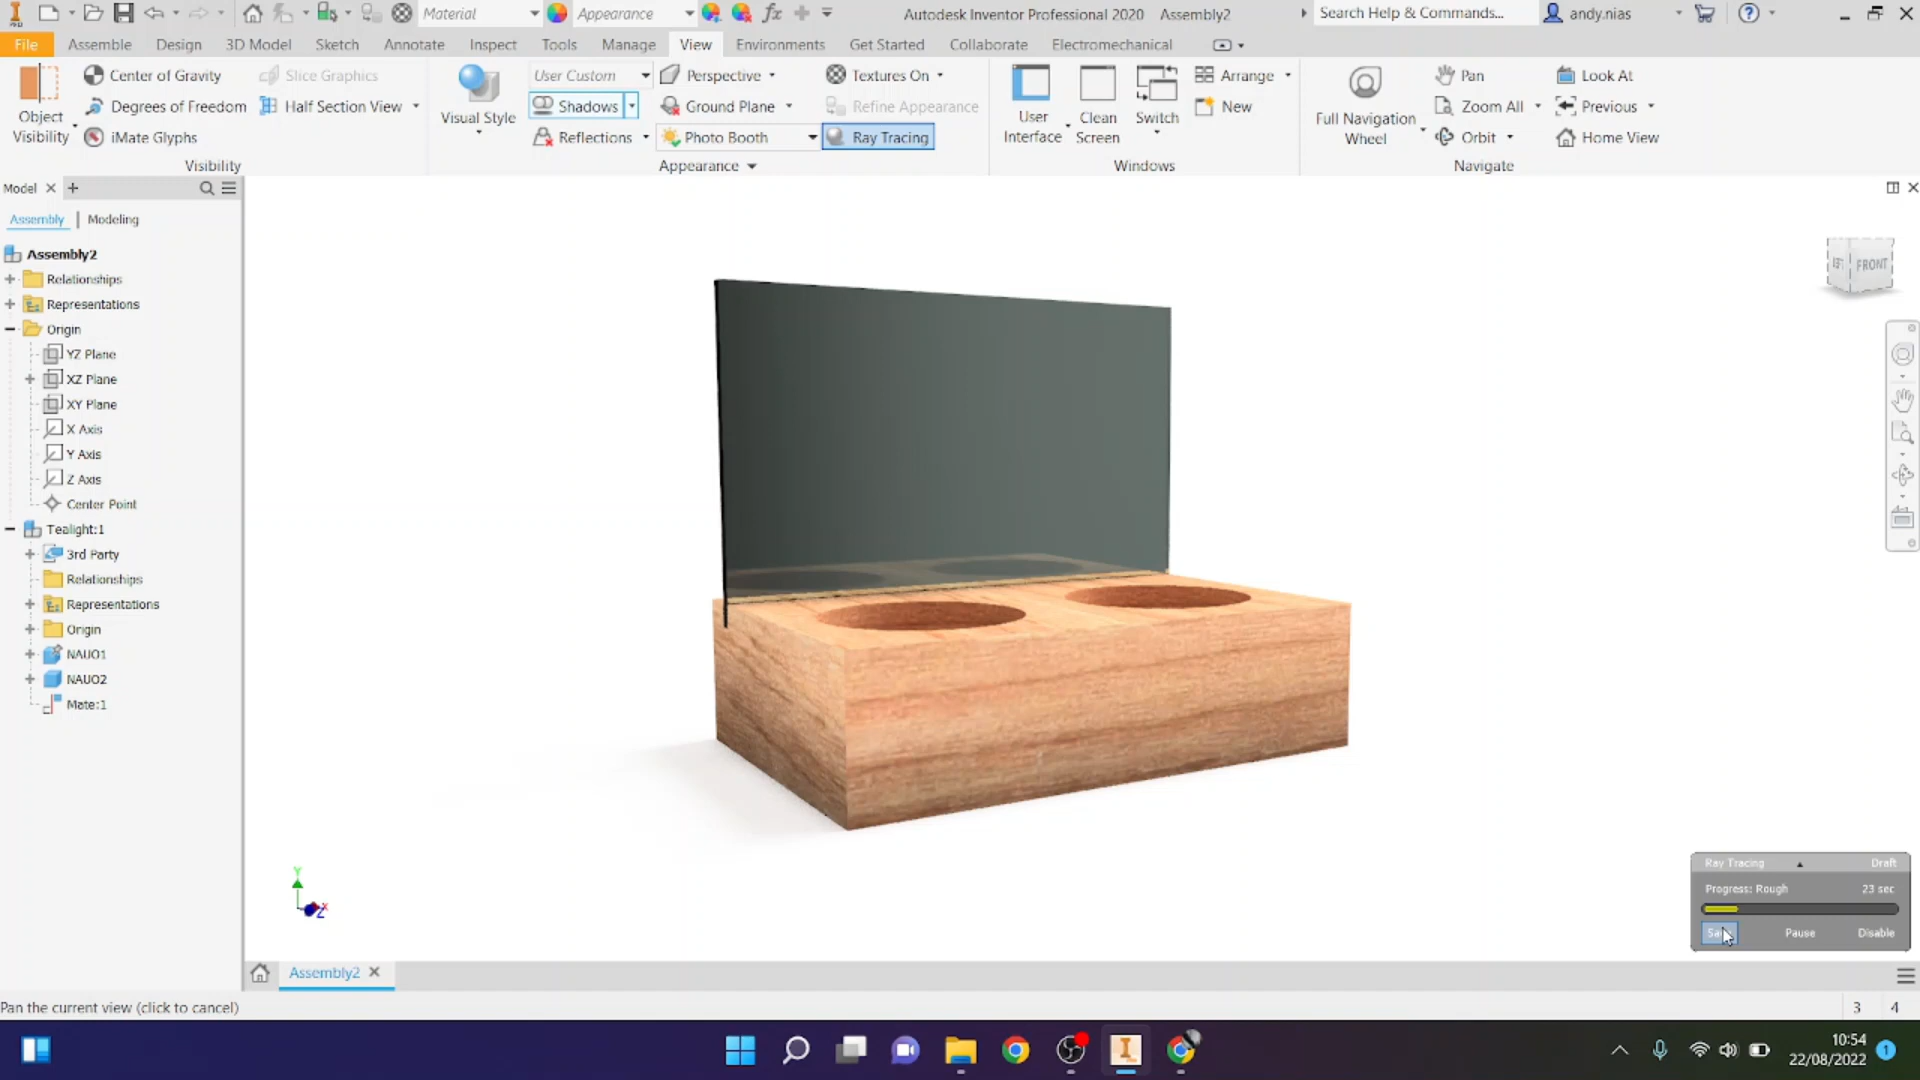 Material
Appearance
fx
Autodesk Inventor Professional 2020 Assembly2
Search Help & Commands...
andy.nias
File
Assemble
Design
3D Model
Sketch
Annotate
Inspect
Tools
Manage
View
Environments
Get Started
Collaborate
Electromechanical
Object
Visibility
Center of Gravity
Degrees of Freedom
iMate Glyphs
Slice Graphics
Half Section View
Visibility
Visual Style
User Custom
Shadows
Reflections
Perspective
Ground Plane
Photo Booth
Textures On
Refine Appearance
Ray Tracing
Appearance
User
Interface
Clean
Screen
Switch
Arrange
New
Windows
Full Navigation
Wheel
Pan
Zoom All
Orbit
Look At
Previous
Home View
Navigate
Model
Assembly | Modeling
Assembly2
Relationships
Representations
Origin
YZ Plane
XZ Plane
XY Plane
X Axis
Y Axis
Z Axis
Center Point
Tealight:1
3rd Party
Relationships
Representations
Origin
NAUO1
NAUO2
Mate:1
FRONT
Y
X
Z
Ray Tracing
Draft
Progress: Rough
23 sec
Pause
Disable
Assembly2
Pan the current view (click to cancel)
3
4
10:54
22/08/2022
1